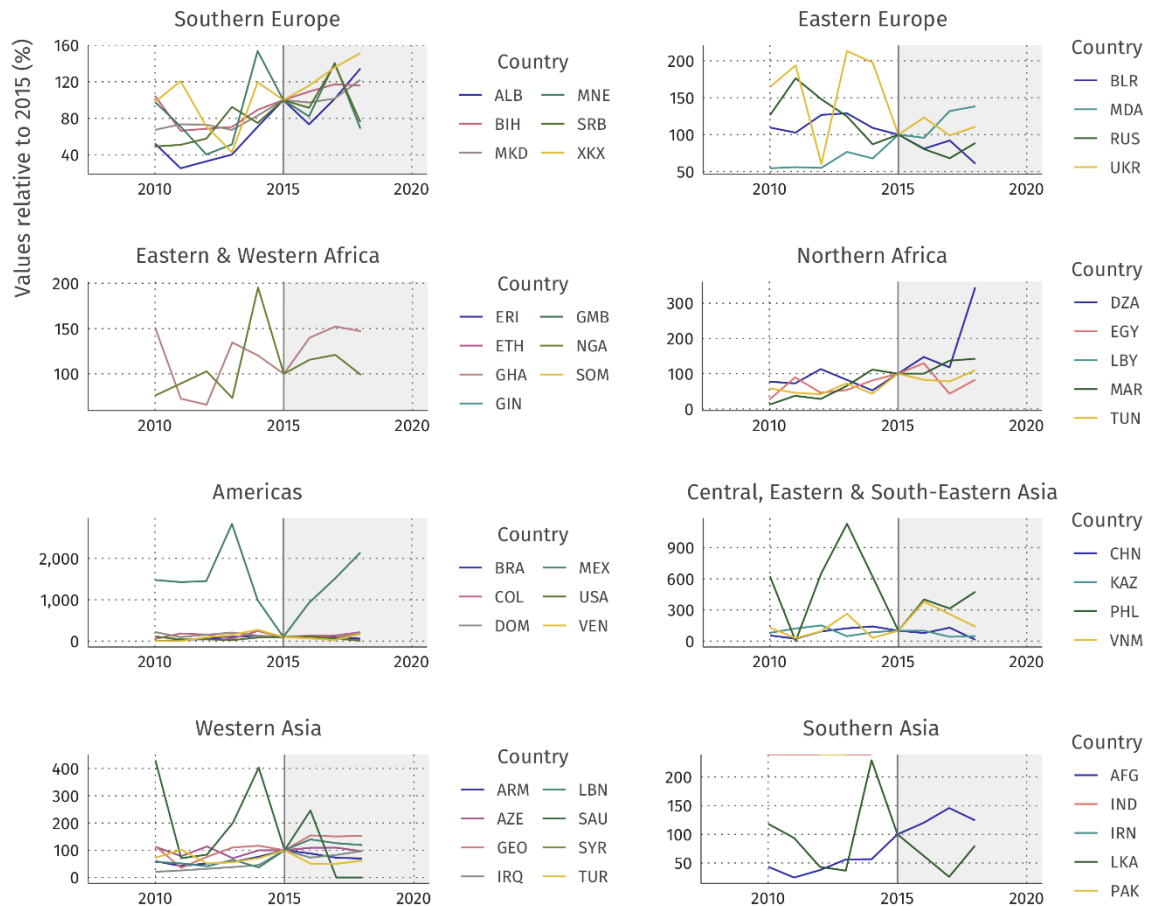 Values relative to 2015 (%)
Southern Europe
160
120
80
40
2010
2015
2020
Country
ALB
MNE
BIH
SRB
MKD
XKX
Eastern Europe
200
150
100
50
2010
2015
2020
Country
BLR
MDA
RUS
UKR
Eastern & Western Africa
200
150
100
2010
2015
2020
Country
ERI
GMB
ETH
NGA
GHA
SOM
GIN
Northern Africa
300
200
100
0
2010
2015
2020
Country
DZA
EGY
LBY
MAR
TUN
Americas
2,000
1,000
0
2010
2015
2020
Country
BRA
MEX
COL
USA
DOM
VEN
Central, Eastern & South-Eastern Asia
900
600
300
0
2010
2015
2020
Country
CHN
KAZ
PHL
VNM
Western Asia
400
300
200
100
0
2010
2015
2020
Country
ARM
LBN
AZE
SAU
GEO
SYR
IRQ
TUR
Southern Asia
200
150
100
50
2010
2015
2020
Country
AFG
IND
IRN
LKA
PAK